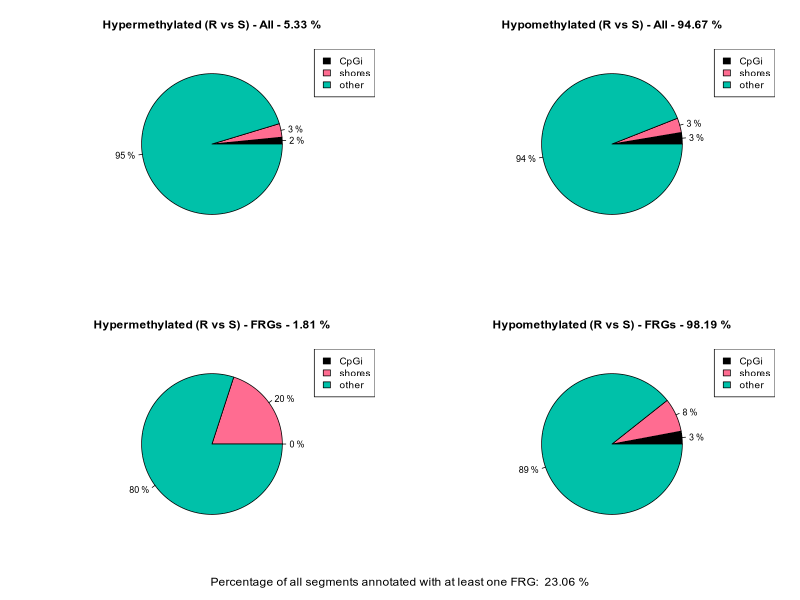 Hypermethylated (R vs S) - All - 5.33 %
CpGi
shores
other
3 %
2 %
95 %
Hypomethylated (R vs S) - All - 94.67 %
CpGi
shores
other
3 %
3 %
94 %
Hypermethylated (R vs S) - FRGs - 1.81 %
CpGi
shores
other
20 %
0 %
80 %
Hypomethylated (R vs S) - FRGs - 98.19 %
CpGi
shores
other
8 %
3 %
89 %
Percentage of all segments annotated with at least one FRG: 23.06 %